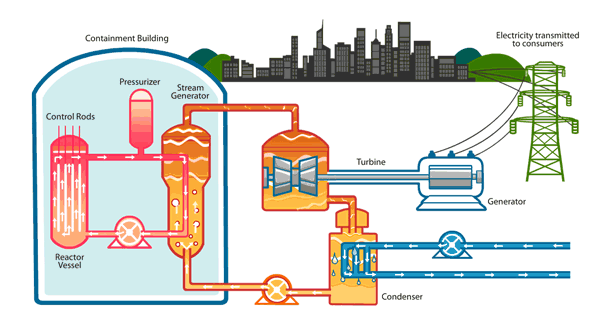 Electricity transmitted
to consumers
Containment Building
Pressurizer
Stream
Generator
Control Rods
Turbine
Generator
Reactor
Vessel
Condenser